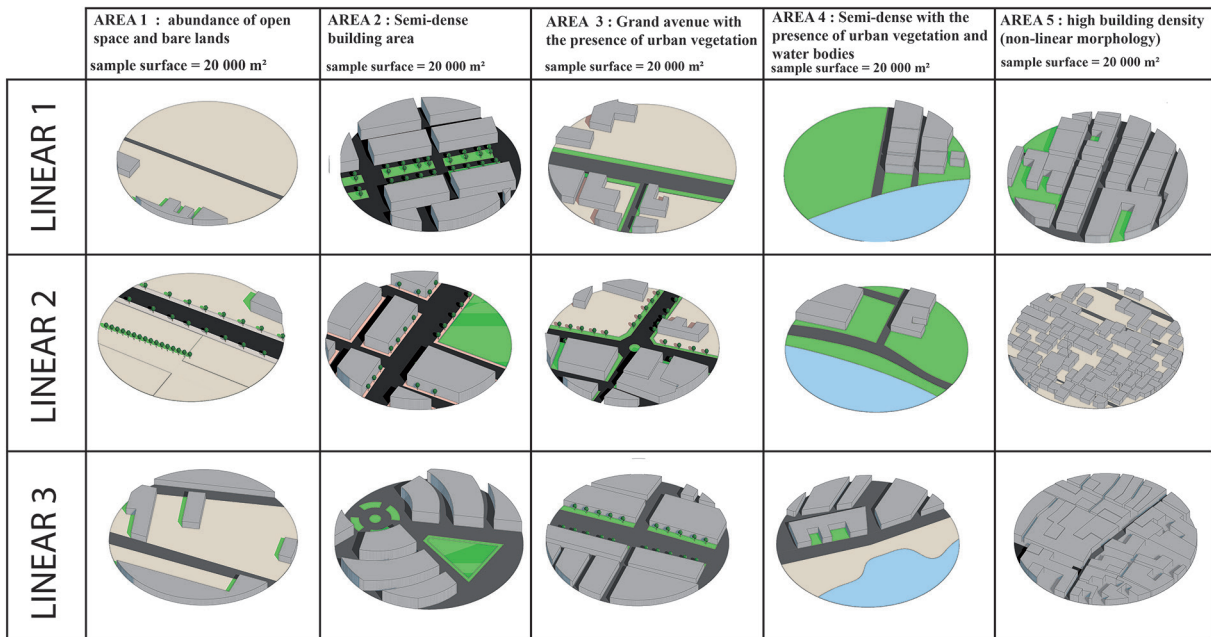 AREA 1 : abundance of open
space and bare lands
sample surface = 20 000 m²
AREA 2 : Semi-dense
building area
sample surface = 20 000 m²
AREA 3 : Grand avenue with
the presence of urban vegetation
sample surface = 20 000 m²
AREA 4 : Semi-dense with the
presence of urban vegetation and
water bodies
sample surface = 20 000 m²
AREA 5 : high building density
(non-linear morphology)
sample surface = 20 000 m²
LINEAR 1
LINEAR 2
LINEAR 3